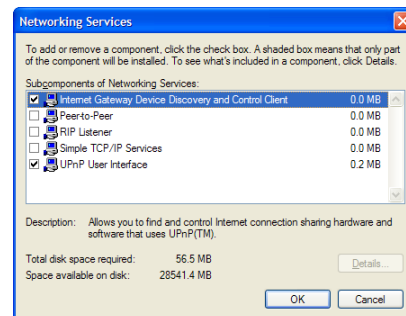 Networking Services
To add or remove a component, click the check box. A shaded box means that only part
of the component will be installed. To see what's included in a component, click Details.
Subcomponents of Networking Services:
Internet Gateway Device Discovery and Control Client 0.0 MB
Peer-to-Peer 0.0 MB
RIP Listener 0.0 MB
Simple TCP/IP Services 0.0 MB
UPnP User Interface 0.2 MB
Description: Allows you to find and control Internet connection sharing hardware and
software that uses UPnP(TM).
Total disk space required: 56.5 MB
Details...
Space available on disk: 28541.4 MB
OK Cancel